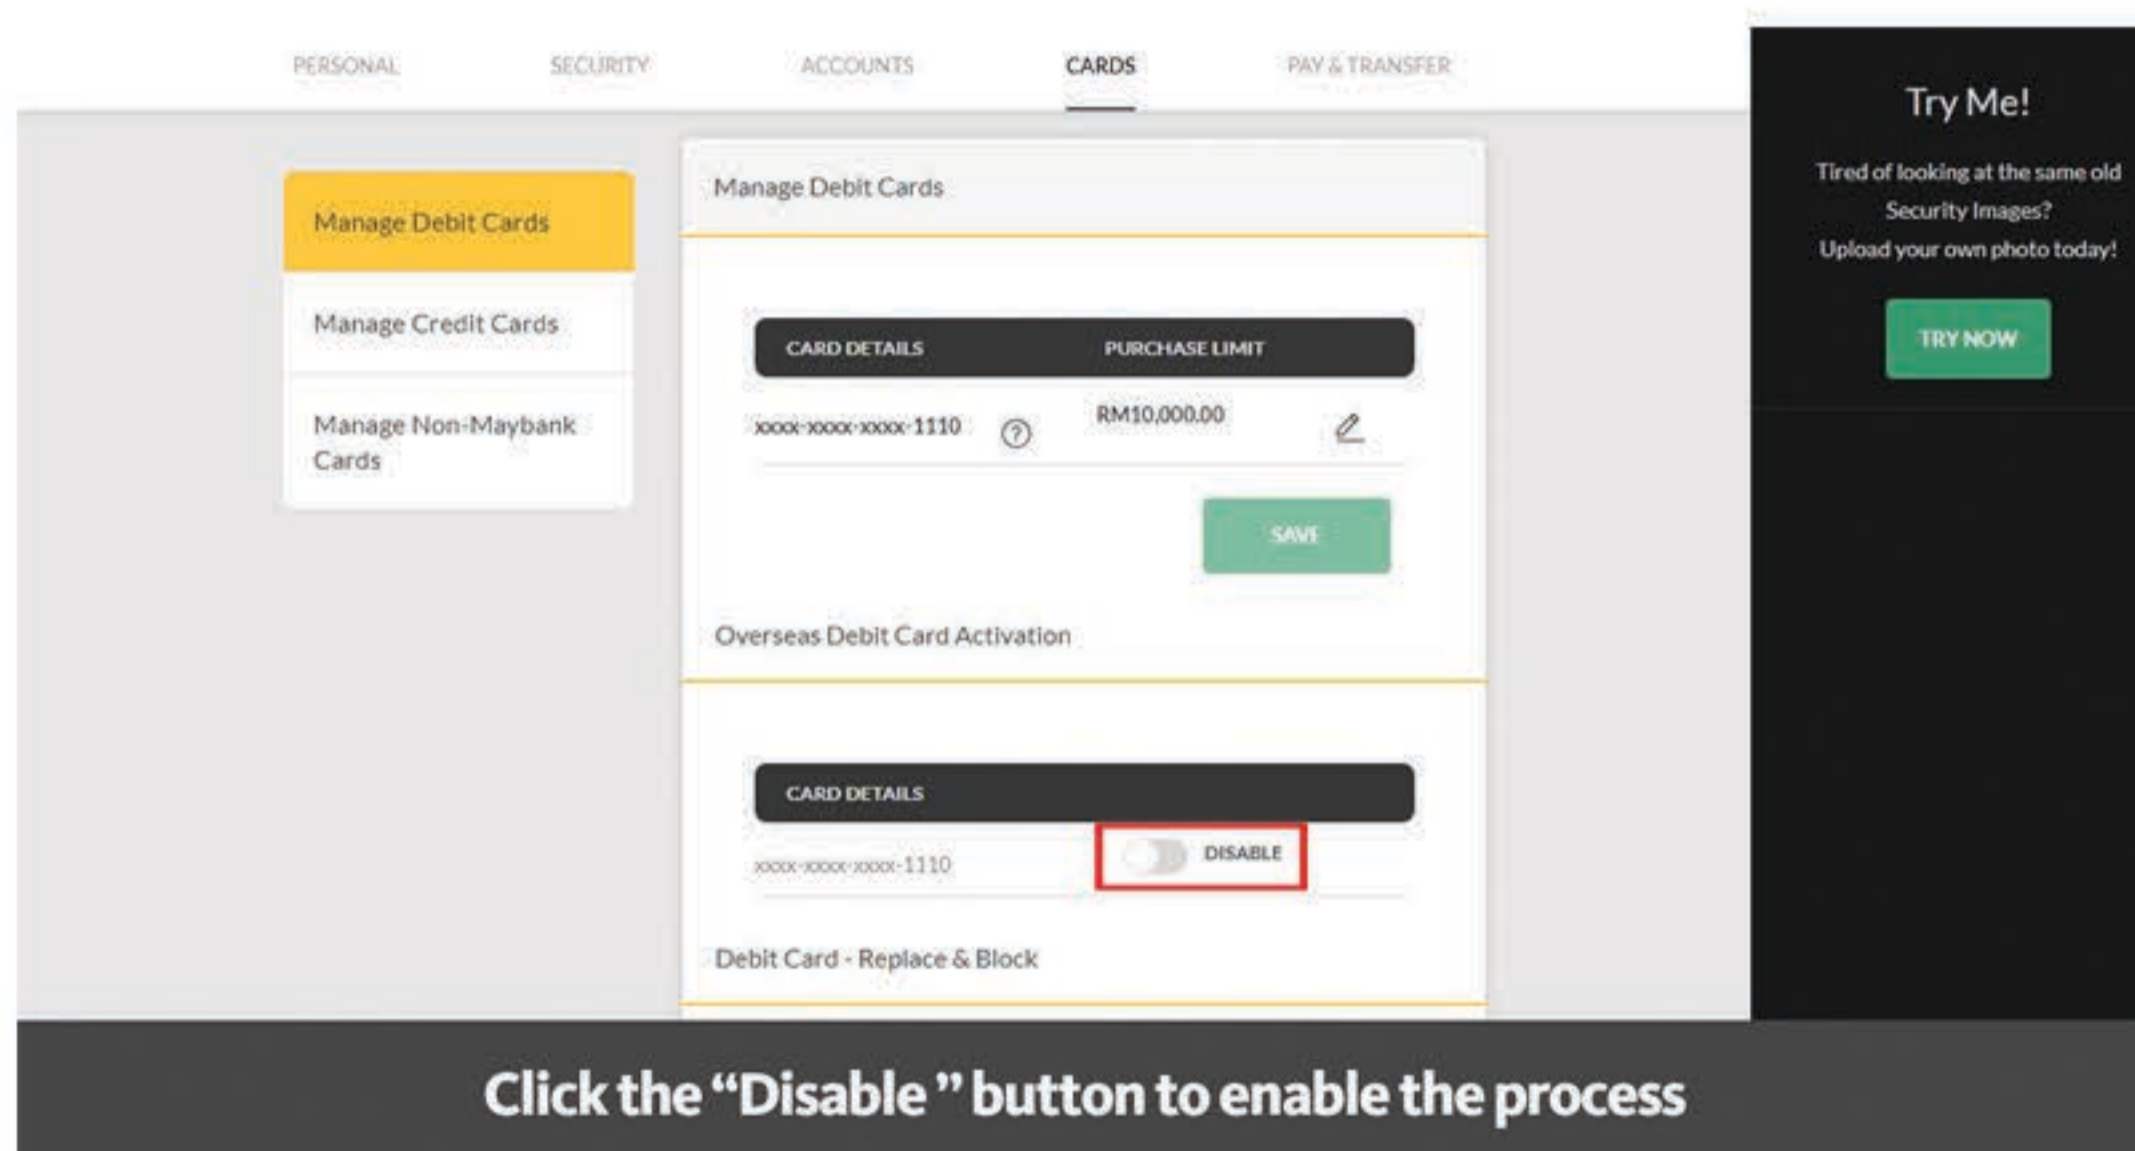 PERSONAL SECURITY ACCOUNTS CARDS PAY & TRANSFER
Manage Debit Cards
Manage Credit Cards
Manage Non-Maybank
Cards
Manage Debit Cards
CARD DETAILS PURCHASE LIMIT
xxxx-xxxx-xxxx-1110 ? RM10,000.00
SAVE
Overseas Debit Card Activation
CARD DETAILS
xxxx-xxxx-xxxx-1110 DISABLE
Debit Card - Replace & Block
Try Me!
Tired of looking at the same old
Security Images?
Upload your own photo today!
TRY NOW
Click the “Disable ” button to enable the process